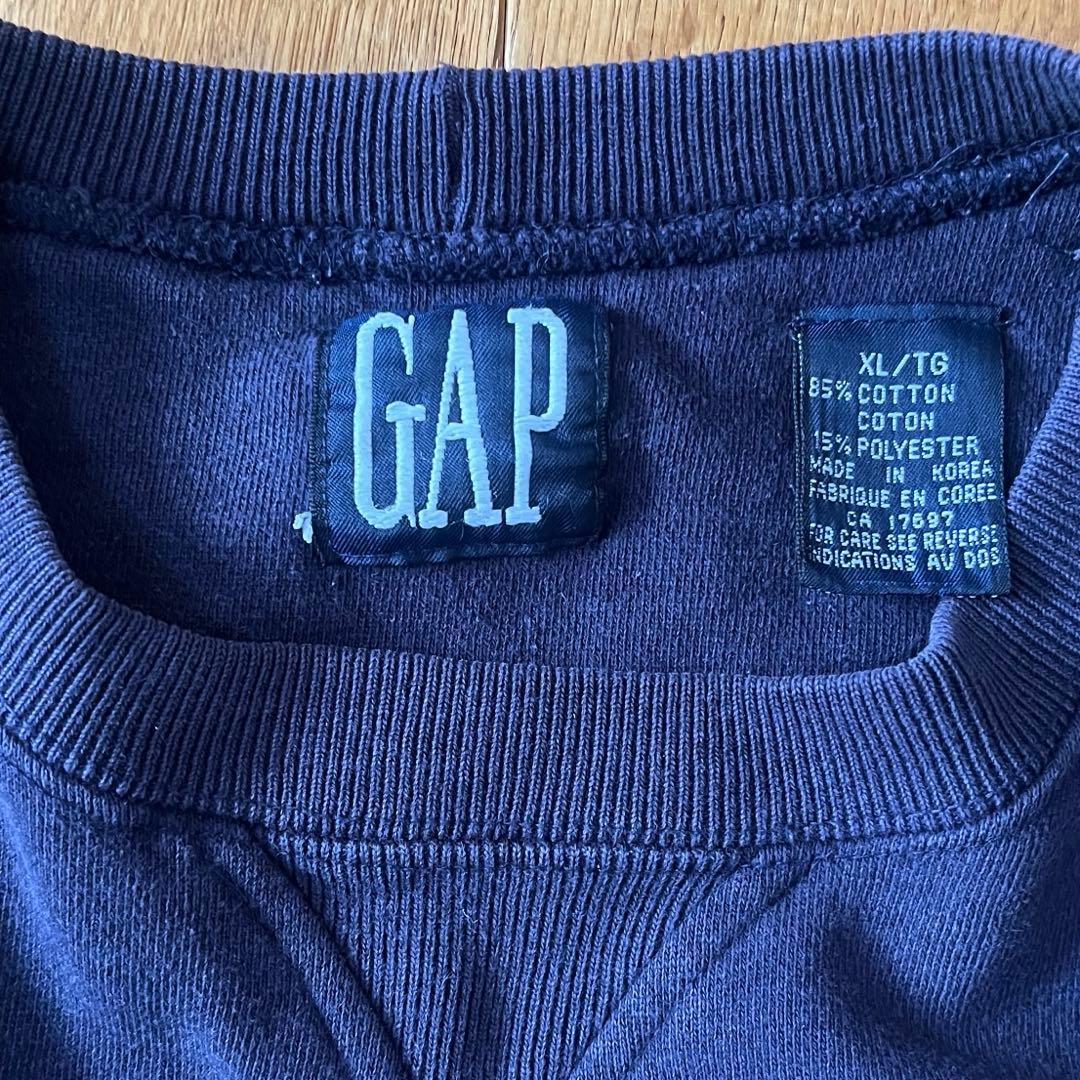 GAP
XL/TG
85% COTTON
COTON
15% POLYESTER
MADE IN KOREA
FABRIQUE EN COREE
CA 17697
FOR CARE SEE REVERSE
INDICATIONS AU DOS